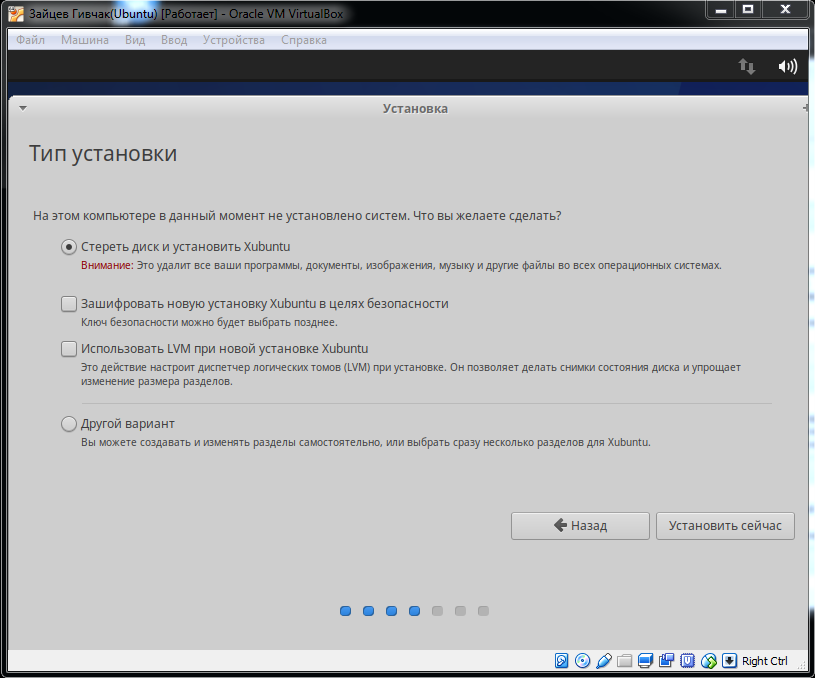 Зайцев Гивчак(Ubuntu) [Работает] - Oracle VM VirtualBox
Файл Машина Вид Ввод Устройства Справка
Установка
Тип установки
На этом компьютере в данный момент не установлено систем. Что вы желаете сделать?
Стереть диск и установить Xubuntu
Внимание: Это удалит все ваши программы, документы, изображения, музыку и другие файлы во всех операционных системах.
Зашифровать новую установку Xubuntu в целях безопасности
Ключ безопасности можно будет выбрать позднее.
Использовать LVM при новой установке Xubuntu
Это действие настроит диспетчер логических томов (LVM) при установке. Он позволяет делать снимки состояния диска и упрощает
изменение размера разделов.
Другой вариант
Вы можете создавать и изменять разделы самостоятельно, или выбрать сразу несколько разделов для Xubuntu.
Назад Установить сейчас
Right Ctrl